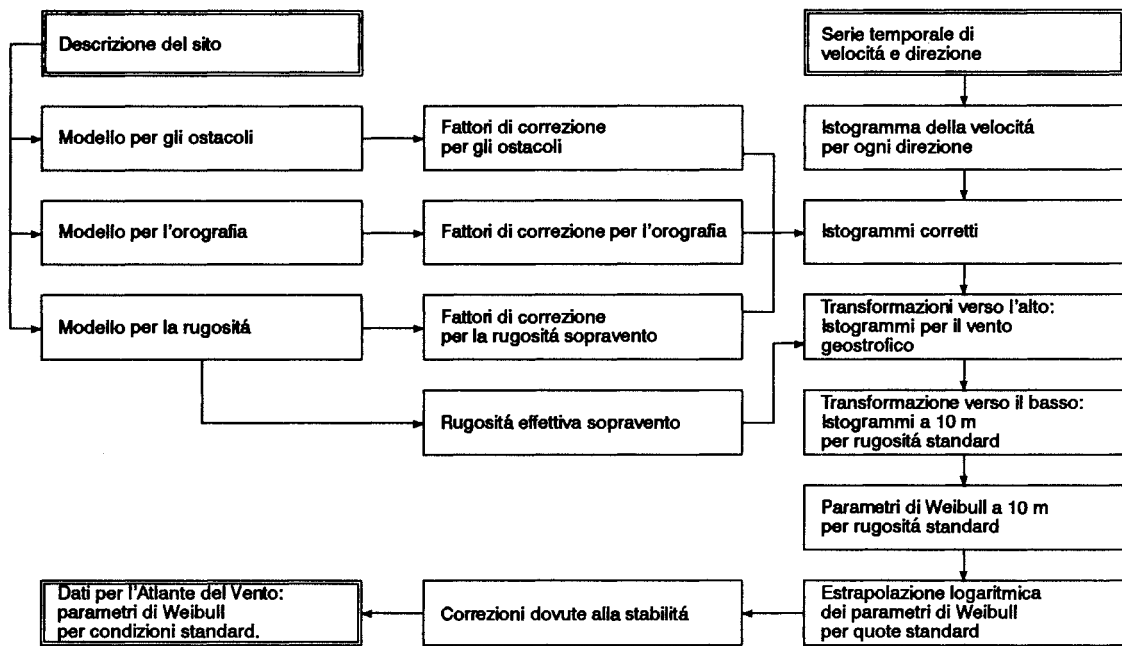 Descrizione del sito
Serie temporale di
velocitá e direzione
Modello per gli ostacoli
Fattori di correzione
per gli ostacoli
Istogramma della velocitá
per ogni direzione
Modello per l'orografia
Fattori di correzione per l'orografia
Istogrammi corretti
Modello per la rugositá
Fattori di correzione
per la rugositá sopravento
Transformazioni verso l'alto:
Istogrammi per il vento
geostrofico
Rugositá effettiva sopravento
Transformazione verso il basso:
Istogrammi a 10 m
per rugositá standard
Parametri di Weibull a 10 m
per rugositá standard
Dati per l'Atlante del Vento:
parametri di Weibull
per condizioni standard.
Correzioni dovute alla stabilitá
Estrapolazione logaritmica
dei parametri di Weibull
per quote standard